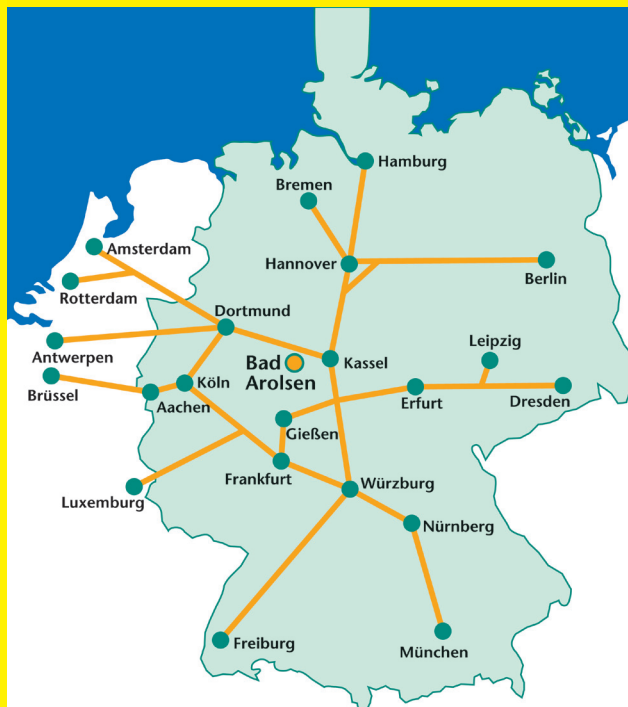 Hamburg
Bremen
Amsterdam
Hannover
Berlin
Rotterdam
Dortmund
Leipzig
Antwerpen
Bad
Arolsen
Kassel
Brüssel
Köln
Aachen
Erfurt
Dresden
Gießen
Frankfurt
Würzburg
Luxemburg
Nürnberg
Freiburg
München